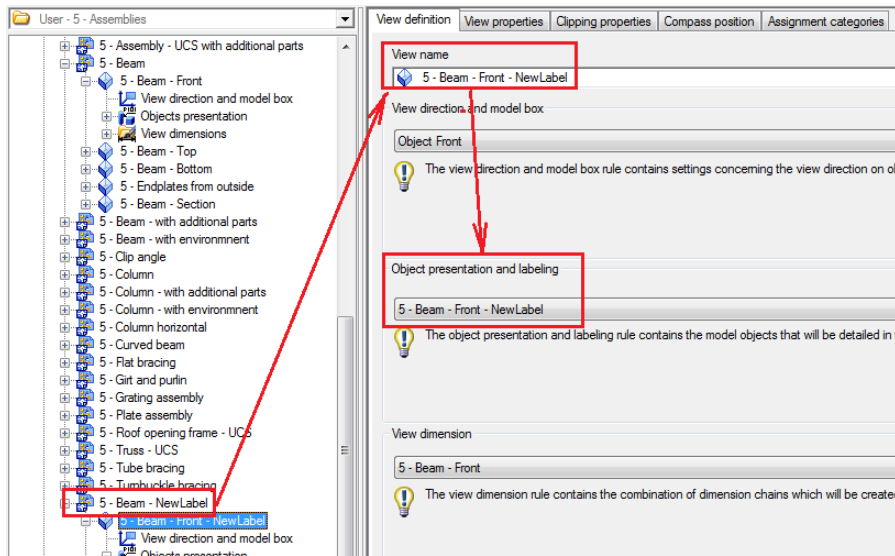 User - 5 - Assemblies
5 - Assembly - UCS with additional parts
5 - Beam
5 - Beam - Front
View direction and model box
Objects presentation
View dimensions
5 - Beam - Top
5 - Beam - Bottom
5 - Endplates from outside
5 - Beam - Section
5 - Beam - with additional parts
5 - Beam - with environmnent
5 - Clip angle
5 - Column
5 - Column - with additional parts
5 - Column - with environmnent
5 - Column horizontal
5 - Curved beam
5 - Flat bracing
5 - Girt and purlin
5 - Grating assembly
5 - Plate assembly
5 - Roof opening frame - UCS
5 - Truss - UCS
5 - Tube bracing
5 - Turnbuckle bracing
5 - Beam - NewLabel
5 - Beam - Front - NewLabel
View direction and model box
Objects presentation
View definition
View properties
Clipping properties
Compass position
Assignment categories
View name
5 - Beam - Front - NewLabel
View direction and model box
Object Front
The view direction and model box rule contains settings concerning the view direction on
Object presentation and labeling
5 - Beam - Front - NewLabel
The object presentation and labeling rule contains the model objects that will be detailed in
View dimension
5 - Beam - Front
The view dimension rule contains the combination of dimension chains which will be create